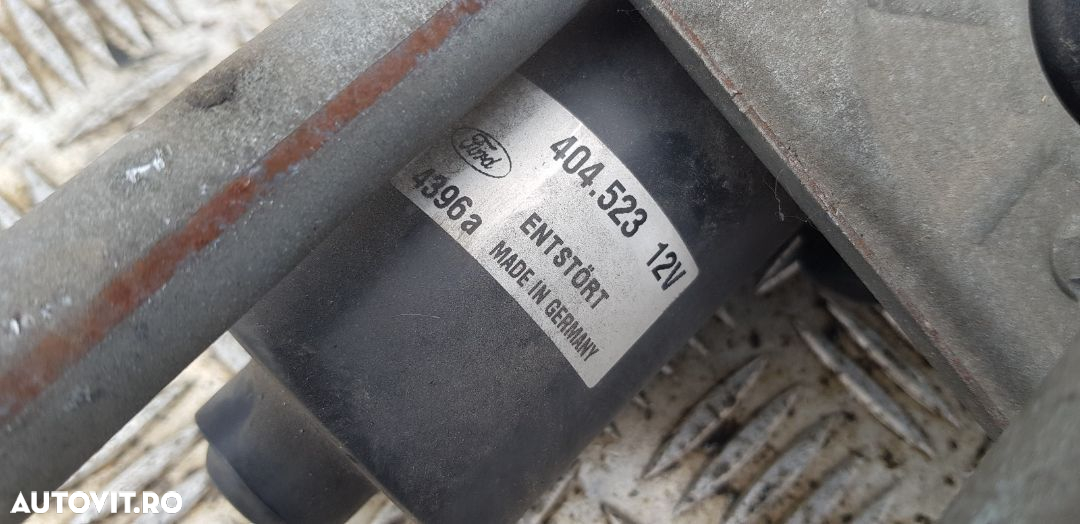 Ford
404.523 12V
4396a ENTSTÖRT
MADE IN GERMANY
AUTOVIT.RO